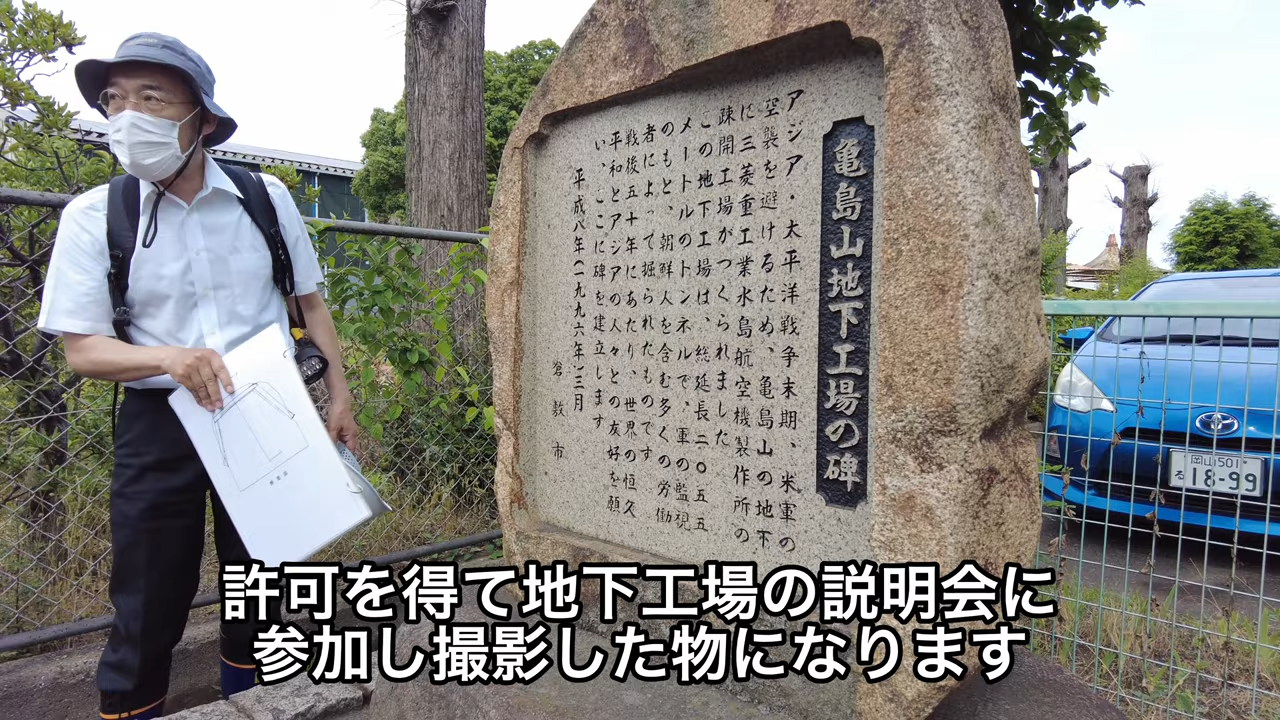 亀島山地下工場の碑
アジア・太平洋戦争末期、米軍の
空襲を避けるため、亀島山の地下
に三菱重工業水島航空機製作所の
疎開工場がつくられました
この地下工場は、総延長二〇五五
メートルのトンネルで、軍の監視
のもと、朝鮮人を含む多くの労働
者によって掘られたものです
戦後五十年にあたり、世界の恒久
平和とアジアの人々との友好を願
い、ここに碑を建立します
平成八年(一九九六年)三月
倉敷市
岡山 501
る 18-99
許可を得て地下工場の説明会に
参加し撮影した物になります